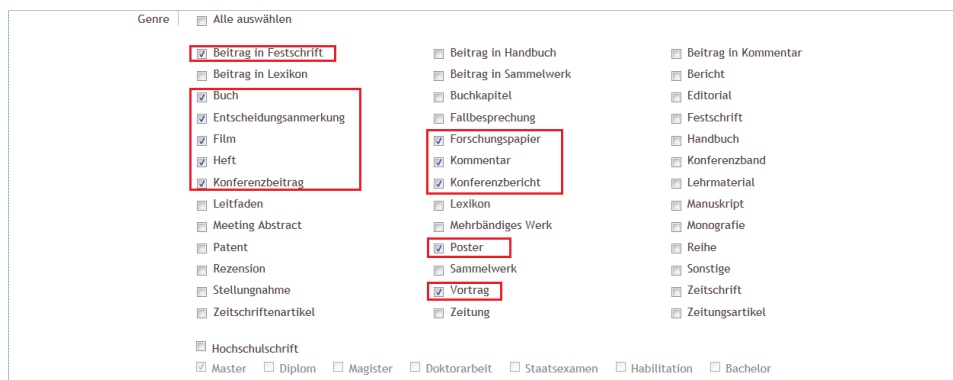 Genre Alle auswählen
Beitrag in Festschrift Beitrag in Handbuch Beitrag in Kommentar
Beitrag in Lexikon Beitrag in Sammelwerk Bericht
Buch Buchkapitel Editorial
Entscheidungsanmerkung Fallbesprechung Festschrift
Film Forschungspapier Handbuch
Heft Kommentar Konferenzband
Konferenzbeitrag Konferenzbericht Lehrmaterial
Leitfaden Lexikon Manuskript
Meeting Abstract Mehrbändiges Werk Monografie
Patent Poster Reihe
Rezension Sammelwerk Sonstige
Stellungnahme Vortrag Zeitschrift
Zeitschriftenartikel Zeitung Zeitungsartikel
Hochschulschrift
Master Diplom Magister Doktorarbeit Staatsexamen Habilitation Bachelor